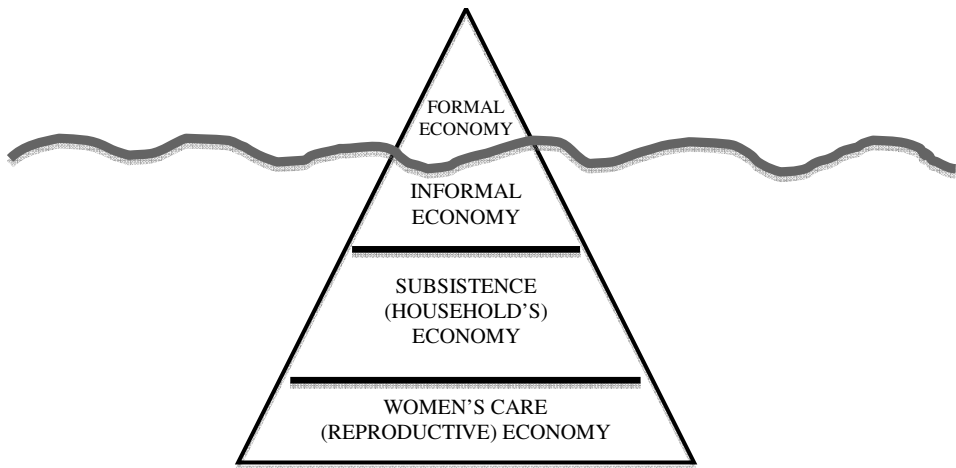 FORMAL
ECONOMY
INFORMAL
ECONOMY
SUBSISTENCE
(HOUSEHOLD’S)
ECONOMY
WOMEN’S CARE
(REPRODUCTIVE) ECONOMY